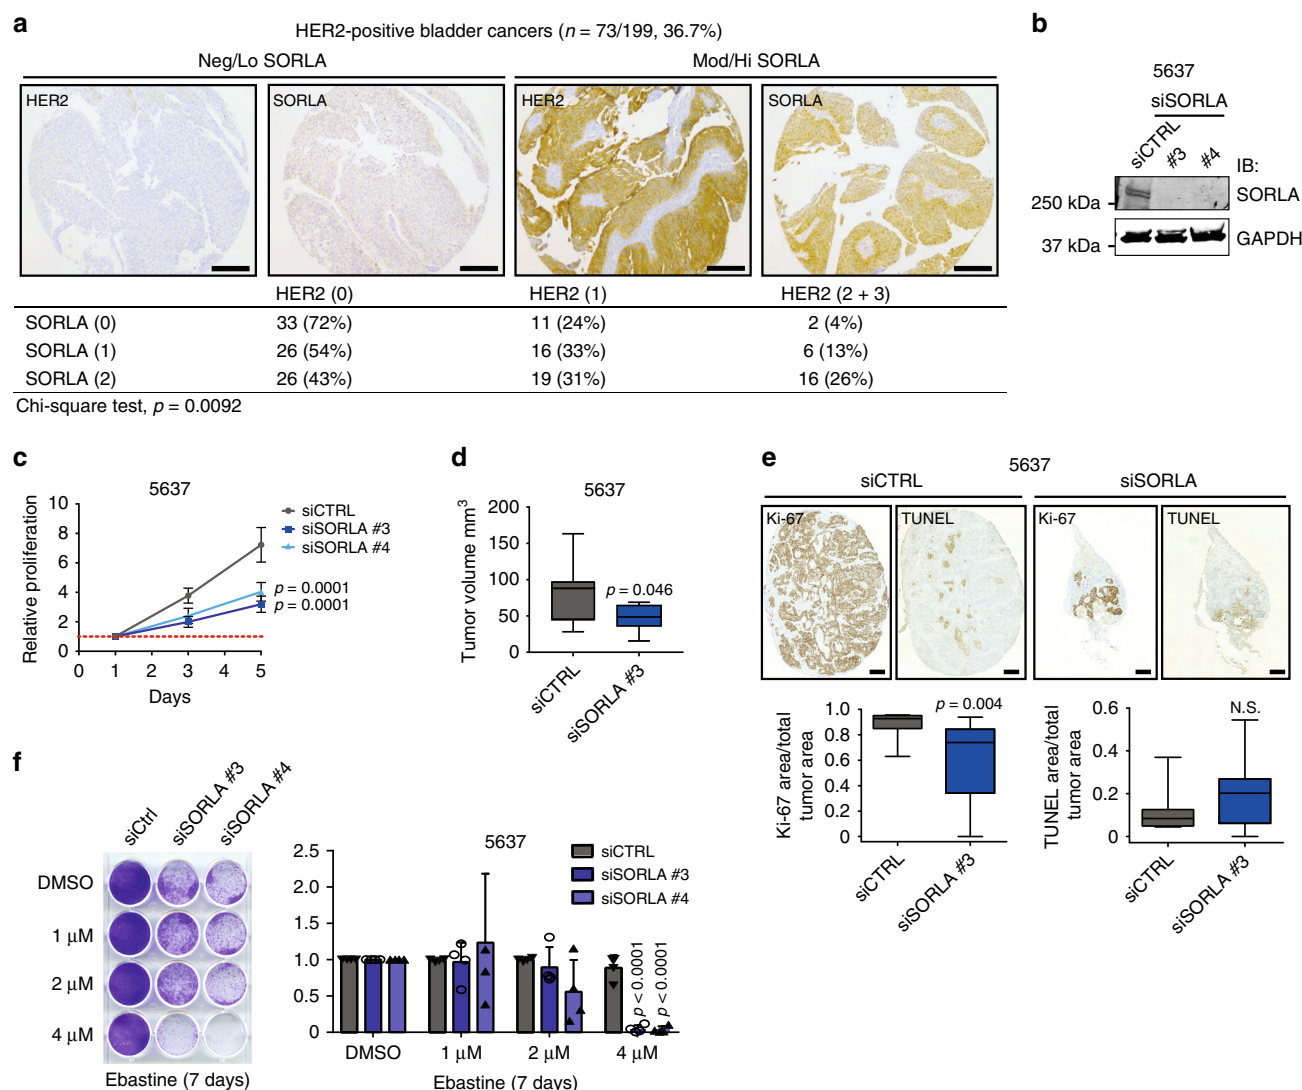 a
HER2-positive bladder cancers (n = 73/199, 36.7%)
Neg/Lo SORLA
Mod/Hi SORLA
HER2
SORLA
HER2
SORLA
HER2 (0) HER2 (1) HER2 (2 + 3)
SORLA (0) 33 (72%) 11 (24%) 2 (4%)
SORLA (1) 26 (54%) 16 (33%) 6 (13%)
SORLA (2) 26 (43%) 19 (31%) 16 (26%)
Chi-square test, p = 0.0092
b
5637
siSORLA
siCTRL
#3
#4
IB:
250 kDa
SORLA
37 kDa
GAPDH
c
5637
Relative proliferation
10
8
6
4
2
0
0 1 2 3 4 5
Days
siCTRL
siSORLA #3
siSORLA #4
p = 0.0001
p = 0.0001
d
5637
Tumor volume mm³
200
150
100
50
0
p = 0.046
siCTRL
siSORLA #3
e
5637
siCTRL
siSORLA
Ki-67
TUNEL
Ki-67
TUNEL
Ki-67 area/total
tumor area
1.0
0.8
0.6
0.4
0.2
0
p = 0.004
siCTRL
siSORLA #3
TUNEL area/total
tumor area
0.6
0.4
0.2
0
N.S.
siCTRL
siSORLA #3
f
siCtrl
siSORLA #3
siSORLA #4
DMSO
1 μM
2 μM
4 μM
Ebastine (7 days)
5637
2.5
2.0
1.5
1.0
0.5
0
siCTRL
siSORLA #3
siSORLA #4
p < 0.0001
p < 0.0001
DMSO 1 μM 2 μM 4 μM
Ebastine (7 days)